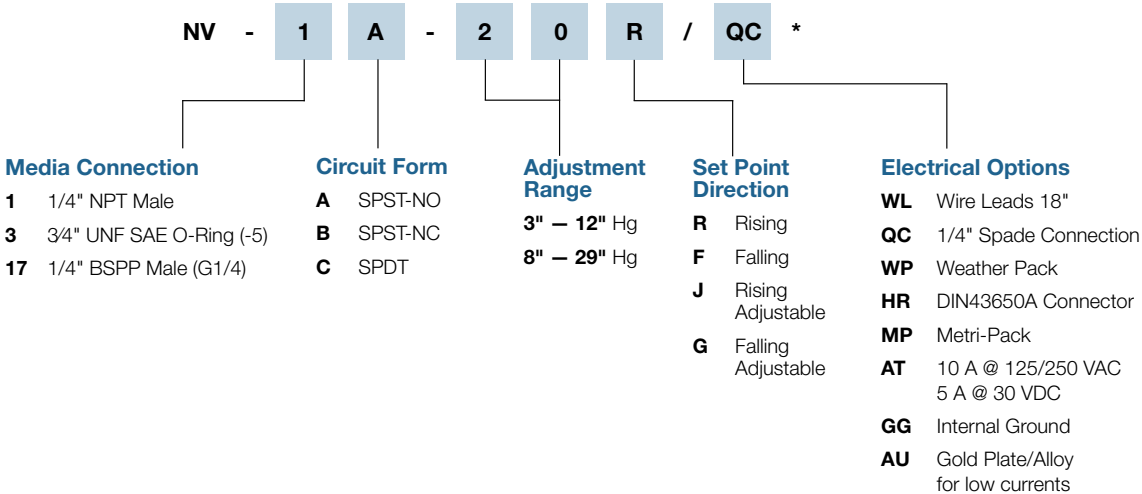 NV - 1 A - 2 0 R / QC *
Media Connection
1 1/4" NPT Male
3 3⁄4" UNF SAE O-Ring (-5)
17 1/4" BSPP Male (G1/4)
Circuit Form
A SPST-NO
B SPST-NC
C SPDT
Adjustment
Range
3" — 12" Hg
8" — 29" Hg
Set Point
Direction
R Rising
F Falling
J Rising
Adjustable
G Falling
Adjustable
Electrical Options
WL Wire Leads 18"
QC 1/4" Spade Connection
WP Weather Pack
HR DIN43650A Connector
MP Metri-Pack
AT 10 A @ 125/250 VAC
5 A @ 30 VDC
GG Internal Ground
AU Gold Plate/Alloy
for low currents